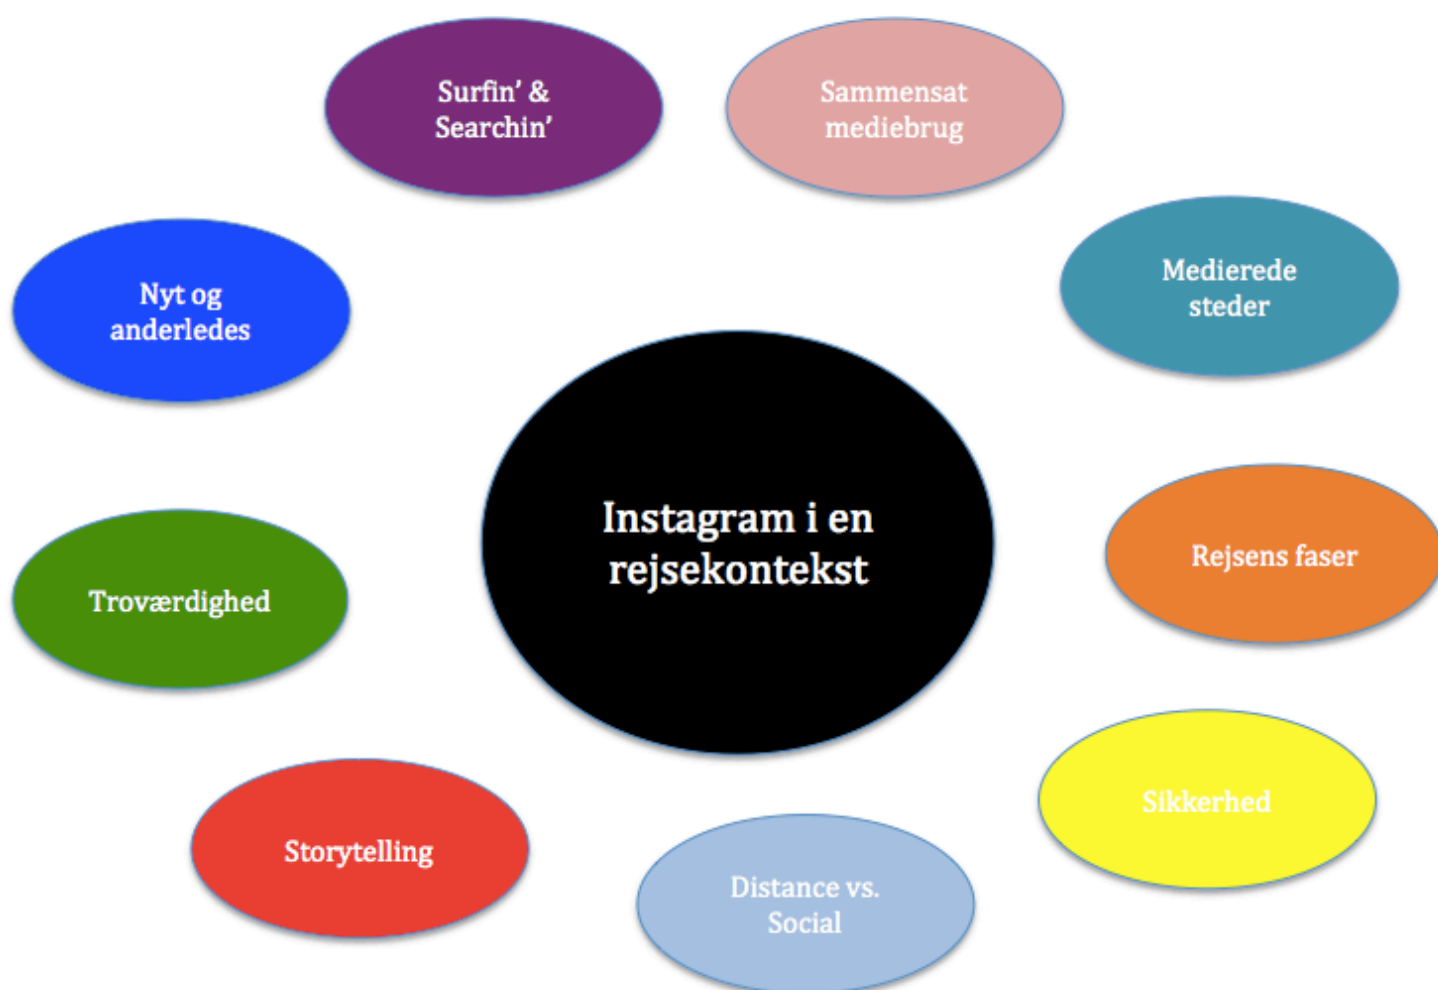 Surfin’ &
Searchin’
Sammensat
mediebrug
Nyt og
anderledes
Medierede
steder
Instagram i en
rejsekontekst
Rejsens faser
Troværdighed
Sikkerhed
Storytelling
Distance vs.
Social